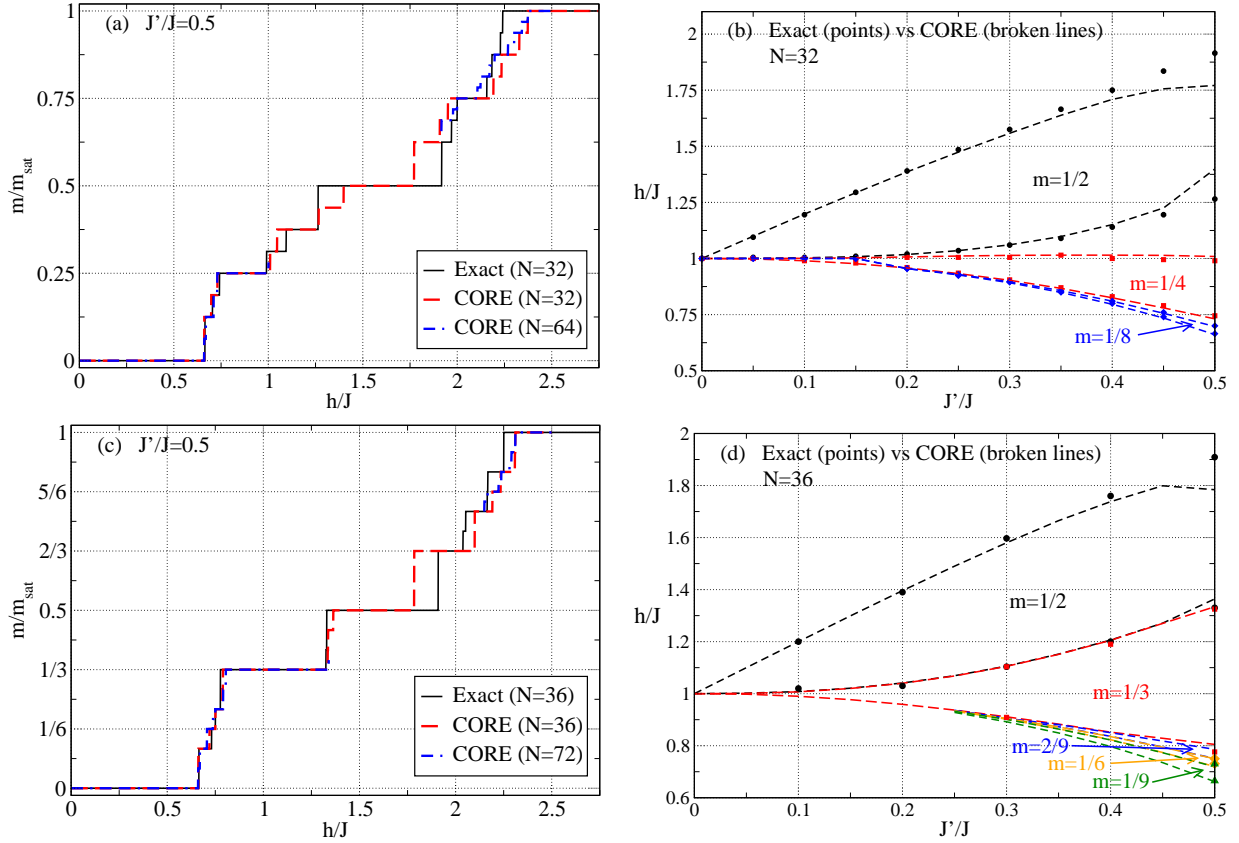 (a) J'/J=0.5
1
0.75
0.5
0.25
0
m/m_sat
Exact (N=32)
CORE (N=32)
CORE (N=64)
0 0.5 1 1.5 2 2.5
h/J
(b) Exact (points) vs CORE (broken lines)
N=32
2
1.75
1.5
1.25
1
0.75
0.5
h/J
m=1/2
m=1/4
m=1/8
0 0.1 0.2 0.3 0.4 0.5
J'/J
(c) J'/J=0.5
1
5/6
2/3
0.5
1/3
1/6
0
m/m_sat
Exact (N=36)
CORE (N=36)
CORE (N=72)
0 0.5 1 1.5 2 2.5
h/J
(d) Exact (points) vs CORE (broken lines)
N=36
2
1.8
1.6
1.4
1.2
1
0.8
0.6
h/J
m=1/2
m=1/3
m=2/9
m=1/6
m=1/9
0 0.1 0.2 0.3 0.4 0.5
J'/J